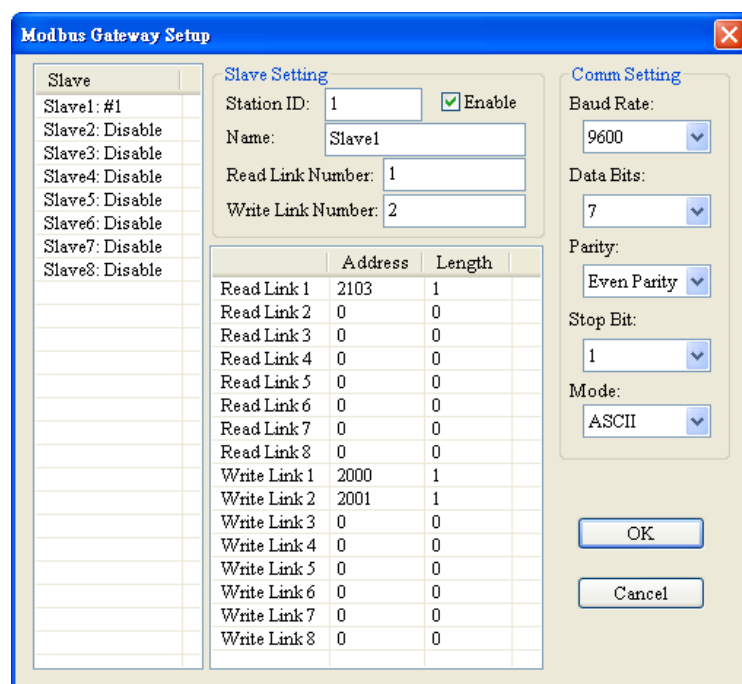 Modbus Gateway Setup
Slave
Slave1: #1
Slave2: Disable
Slave3: Disable
Slave4: Disable
Slave5: Disable
Slave6: Disable
Slave7: Disable
Slave8: Disable
Slave Setting
Station ID: 1 Enable
Name: Slave1
Read Link Number: 1
Write Link Number: 2
Address Length
Read Link 1 2103 1
Read Link 2 0 0
Read Link 3 0 0
Read Link 4 0 0
Read Link 5 0 0
Read Link 6 0 0
Read Link 7 0 0
Read Link 8 0 0
Write Link 1 2000 1
Write Link 2 2001 1
Write Link 3 0 0
Write Link 4 0 0
Write Link 5 0 0
Write Link 6 0 0
Write Link 7 0 0
Write Link 8 0 0
Comm Setting
Baud Rate:
9600
Data Bits:
7
Parity:
Even Parity
Stop Bit:
1
Mode:
ASCII
OK
Cancel